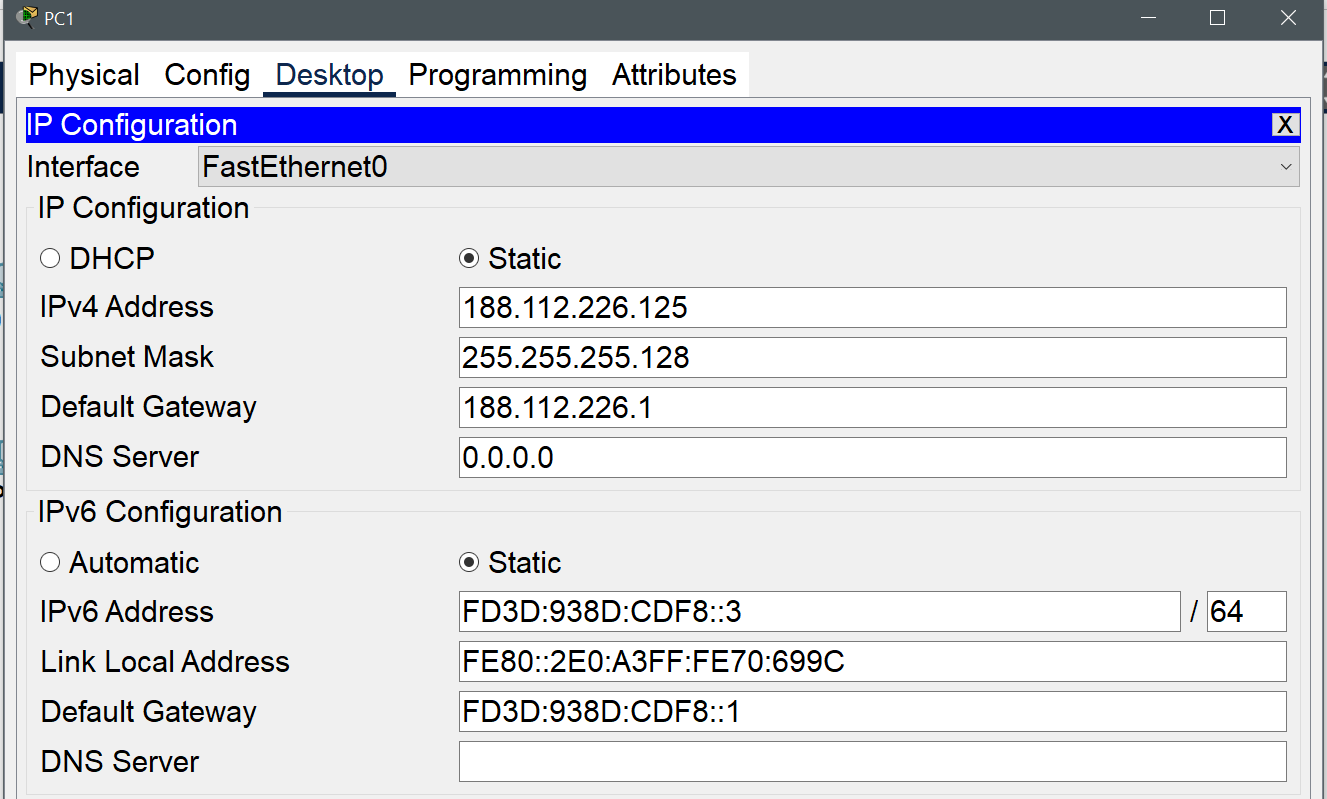 PC1
Physical Config Desktop Programming Attributes
IP Configuration X
Interface FastEthernet0
IP Configuration
DHCP Static
IPv4 Address 188.112.226.125
Subnet Mask 255.255.255.128
Default Gateway 188.112.226.1
DNS Server 0.0.0.0
IPv6 Configuration
Automatic Static
IPv6 Address FD3D:938D:CDF8::3 / 64
Link Local Address FE80::2E0:A3FF:FE70:699C
Default Gateway FD3D:938D:CDF8::1
DNS Server